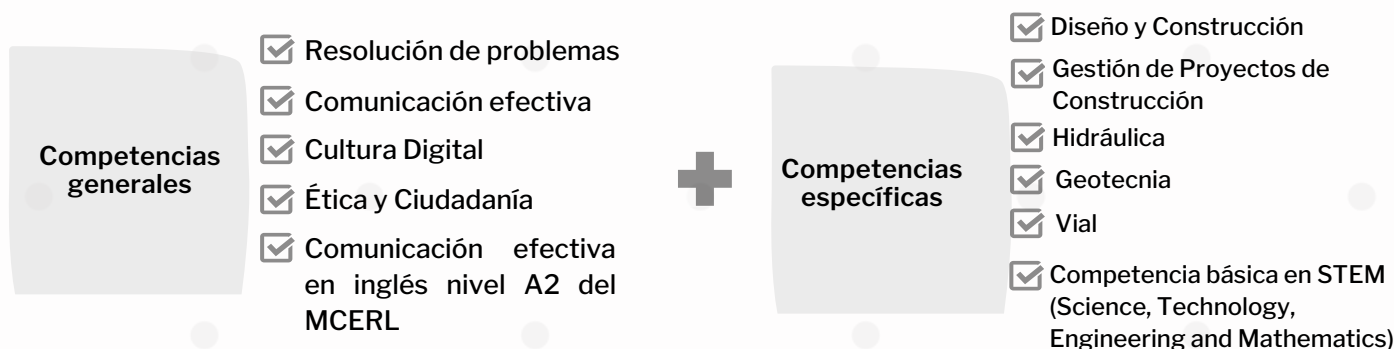 Competencias
generales
Resolución de problemas
Comunicación efectiva
Cultura Digital
Ética y Ciudadanía
Comunicación efectiva
en inglés nivel A2 del
MCERL
Competencias
específicas
Diseño y Construcción
Gestión de Proyectos de
Construcción
Hidráulica
Geotecnia
Vial
Competencia básica en STEM
(Science, Technology,
Engineering and Mathematics)